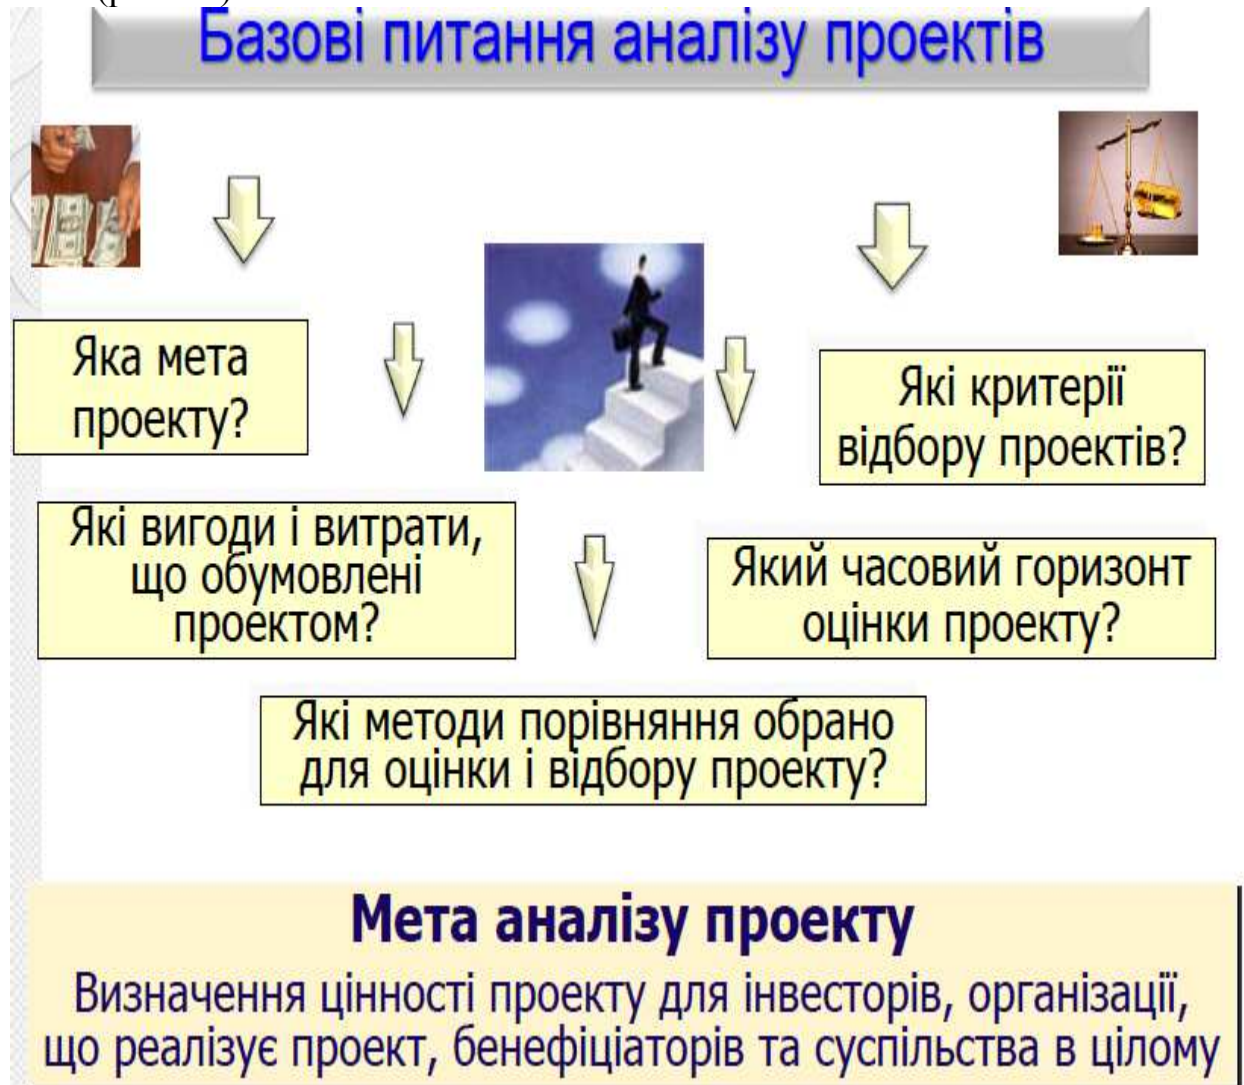 Базові питання аналізу проектів
Яка мета
проекту?
Які критерії
відбору проектів?
Які вигоди і витрати,
що обумовлені
проектом?
Який часовий горизонт
оцінки проекту?
Які методи порівняння обрано
для оцінки і відбору проекту?
Мета аналізу проекту
Визначення цінності проекту для інвесторів, організації,
що реалізує проект, бенефіціаторів та суспільства в цілому